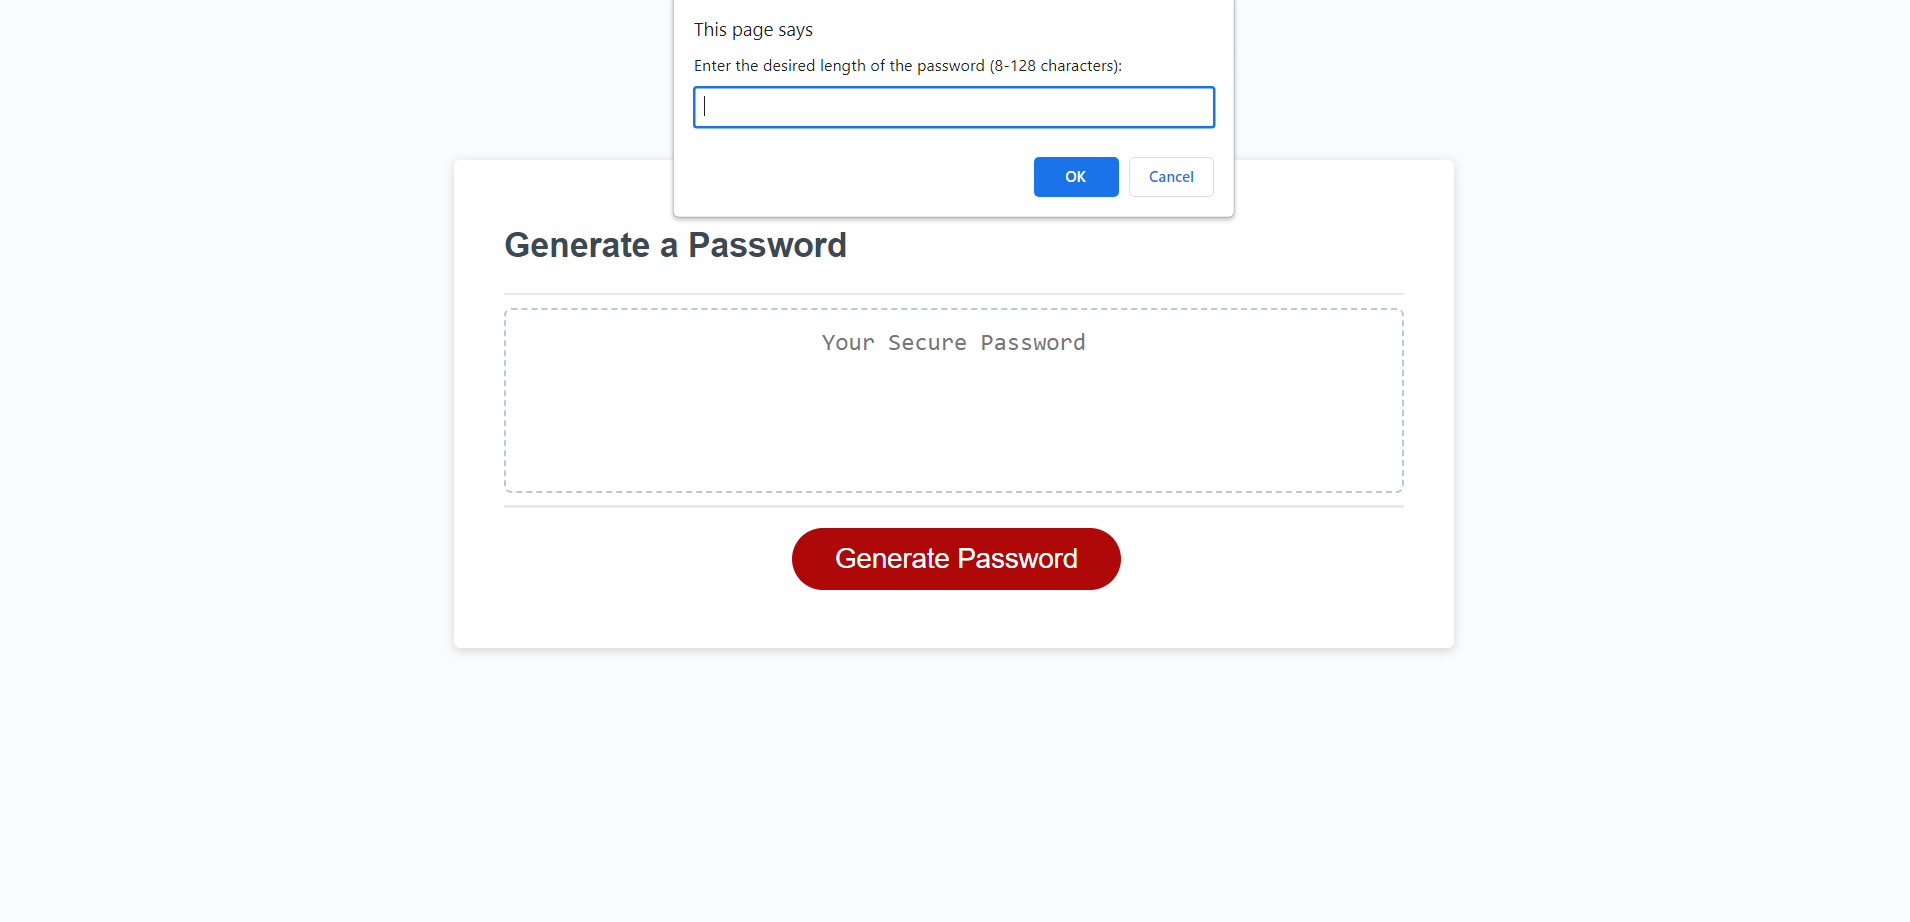 This page says
Enter the desired length of the password (8-128 characters):
OK
Cancel
Generate a Password
Your Secure Password
Generate Password